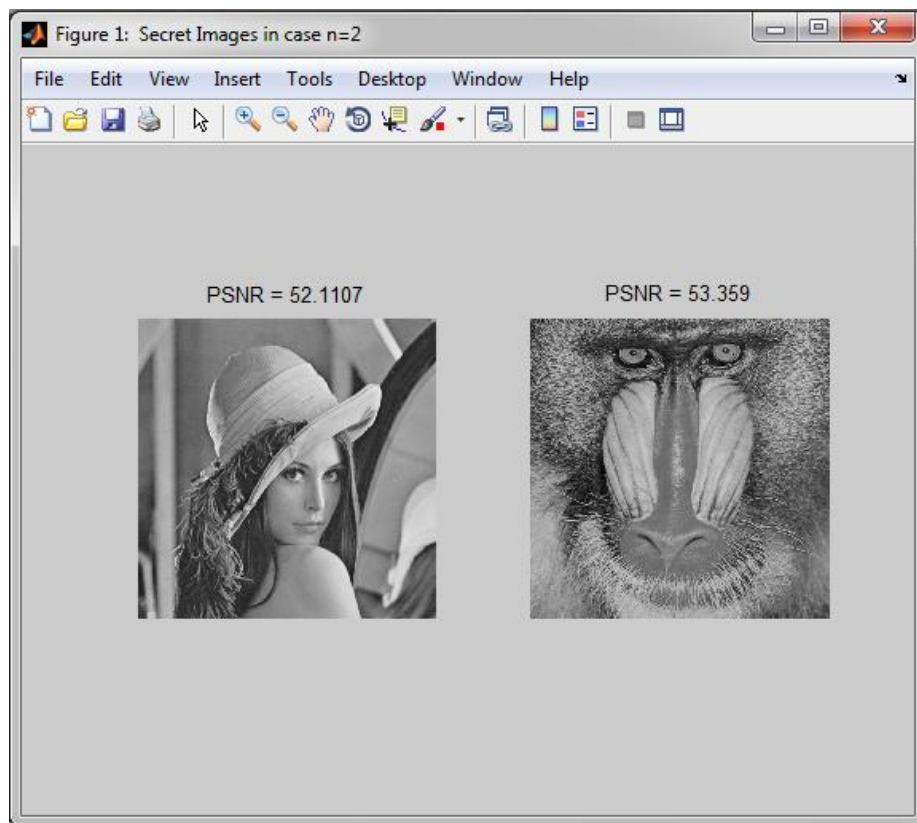 Figure 1: Secret Images in case n=2
File Edit View Insert Tools Desktop Window Help
PSNR = 52.1107
PSNR = 53.359